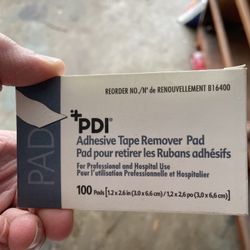 REORDER NO./N° de RENOUVELLEMENT B16400
PAD
PDI®
Adhesive Tape Remover Pad
Pad pour retirer les Rubans adhésifs
For Professional and Hospital Use
Pour l'utilisation Professionnelle et Hospitalier
100 Pads [1.2 x 2.6 in (3.0 x 6.6 cm) / 1,2 x 2,6 po (3,0 x 6,6 cm)]